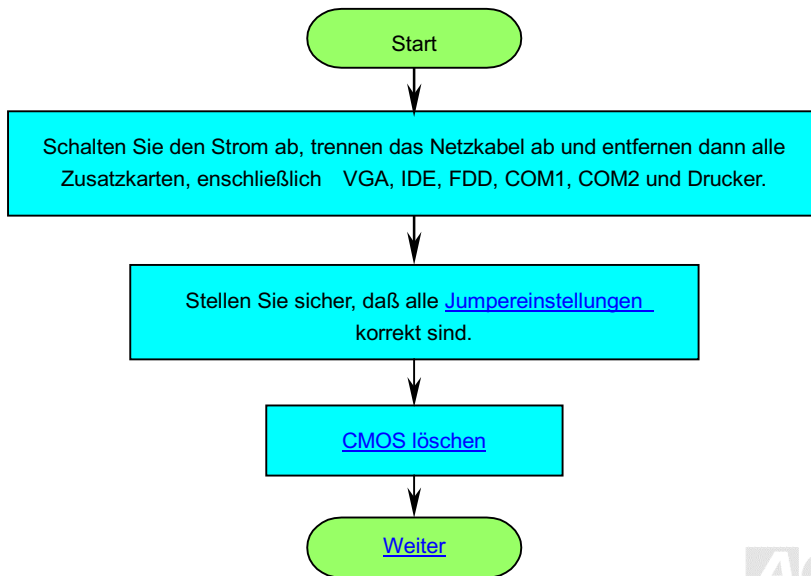 Start
Schalten Sie den Strom ab, trennen das Netzkabel ab und entfernen dann alle
Zusatzkarten, enschließlich VGA, IDE, FDD, COM1, COM2 und Drucker.
Stellen Sie sicher, daß alle Jumpereinstellungen
korrekt sind.
CMOS löschen
Weiter